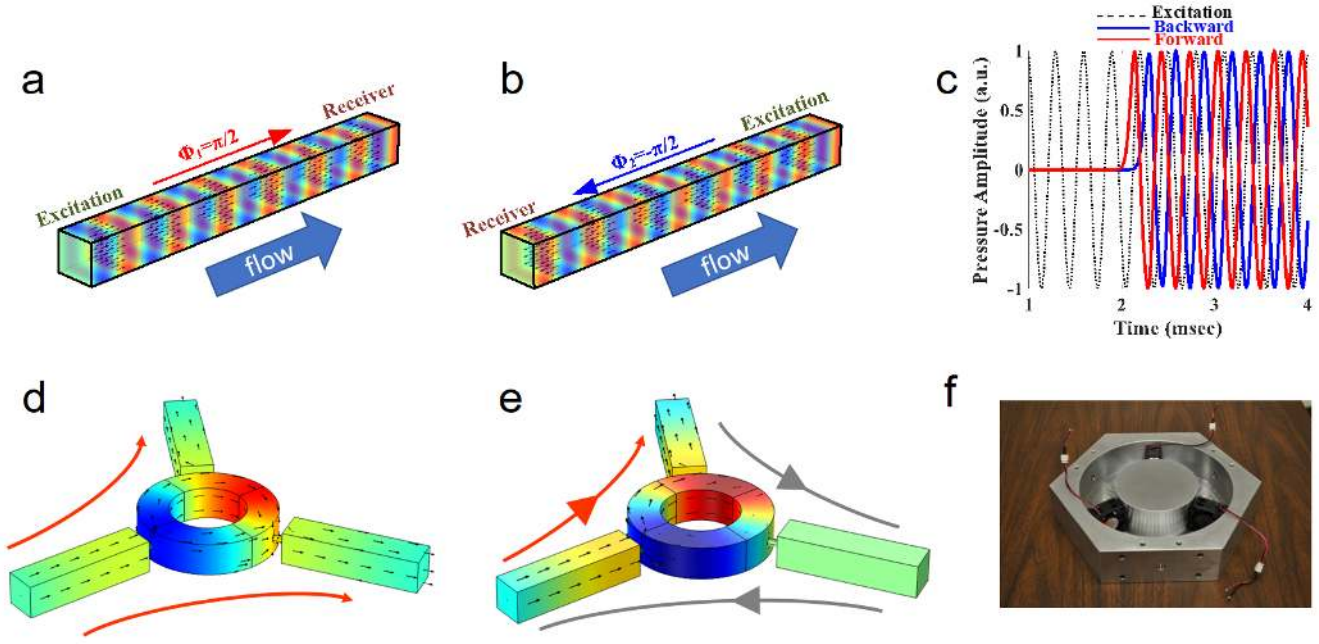 a
Receiver
Φ₁=π/2
Excitation
flow
b
Excitation
Φ₂=-π/2
Receiver
flow
c
Excitation
Backward
Forward
Pressure Amplitude (a.u.)
1
0.5
0
-0.5
-1
1 2 3 4
Time (msec)
d
e
f